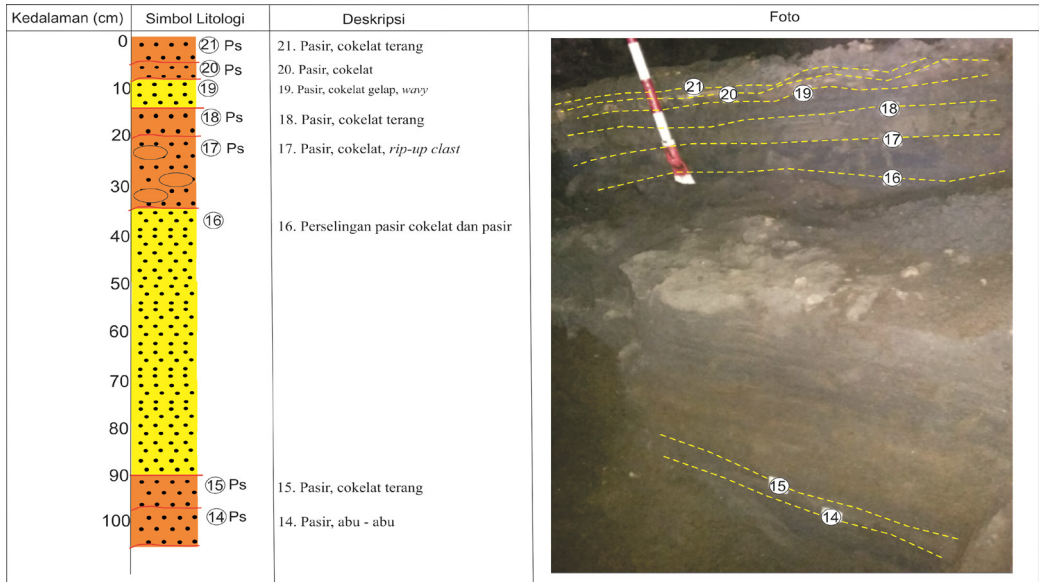 Kedalaman (cm) Simbol Litologi Deskripsi Foto
0
21 Ps 21. Pasir, cokelat terang
20 Ps 20. Pasir, cokelat
10 19 19. Pasir, cokelat gelap, wavy
18 Ps 18. Pasir, cokelat terang
20
17 Ps 17. Pasir, cokelat, rip-up clast
30
16 16. Perselingan pasir cokelat dan pasir
40
50
60
70
80
90
15 Ps 15. Pasir, cokelat terang
100 14 Ps 14. Pasir, abu - abu
21
20
19
18
17
16
15
14